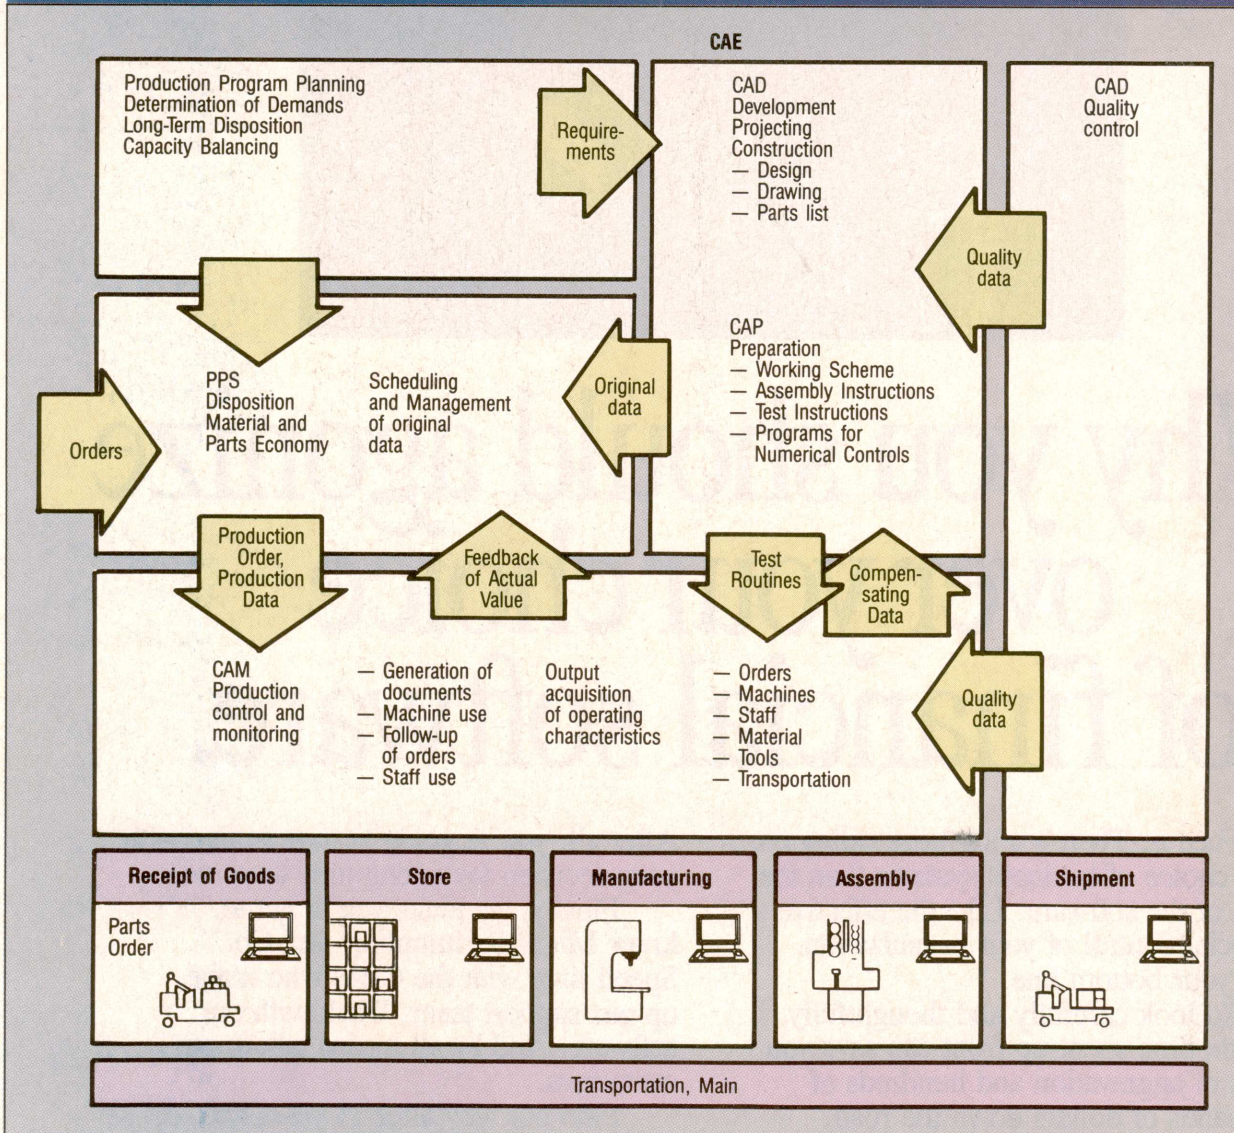 CAE
Production Program Planning
Determination of Demands
Long-Term Disposition
Capacity Balancing
Require-
ments
CAD
Development
Projecting
Construction
— Design
— Drawing
— Parts list
CAD
Quality
control
Quality
data
CAP
Preparation
— Working Scheme
— Assembly Instructions
— Test Instructions
— Programs for
Numerical Controls
Orders
PPS
Disposition
Material and
Parts Economy
Scheduling
and Management
of original
data
Original
data
Production
Order,
Production
Data
Feedback
of Actual
Value
Test
Routines
Compen-
sating
Data
CAM
Production
control and
monitoring
— Generation of
documents
— Machine use
— Follow-up
of orders
— Staff use
Output
acquisition
of operating
characteristics
— Orders
— Machines
— Staff
— Material
— Tools
— Transportation
Quality
data
Receipt of Goods
Parts
Order
Store
Manufacturing
Assembly
Shipment
Transportation, Main